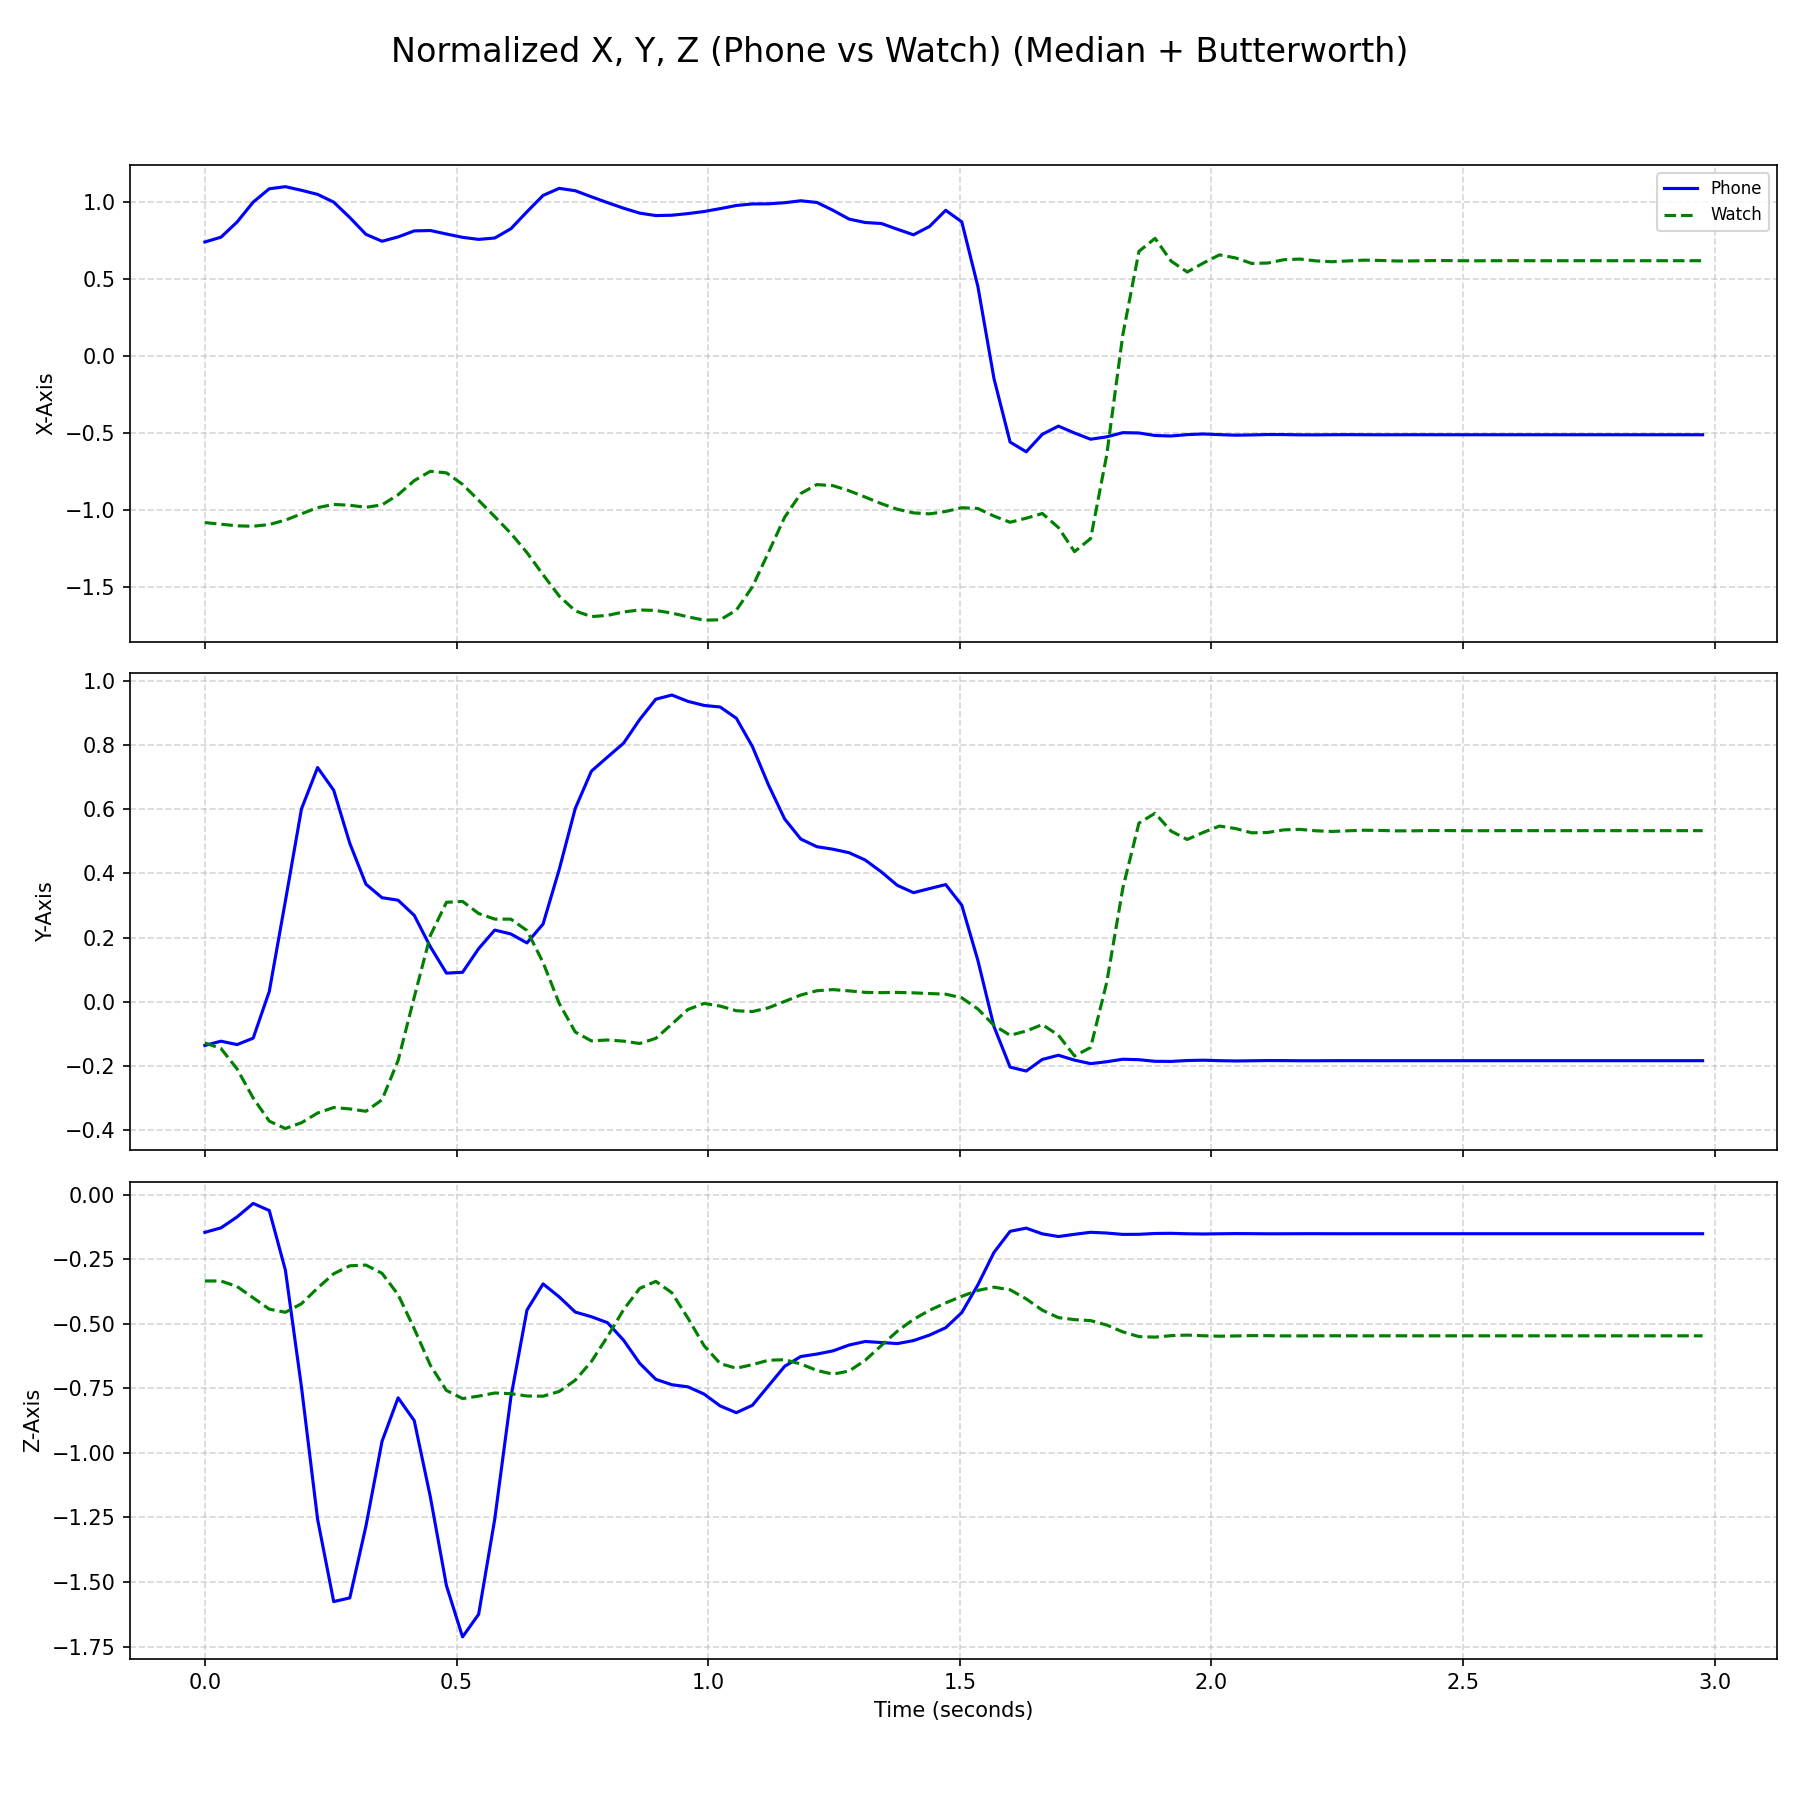 Normalized X, Y, Z (Phone vs Watch) (Median + Butterworth)
Phone
Watch
1.0
0.5
0.0
−0.5
−1.0
−1.5
X-Axis
1.0
0.8
0.6
0.4
0.2
0.0
−0.2
−0.4
Y-Axis
0.00
−0.25
−0.50
−0.75
−1.00
−1.25
−1.50
−1.75
Z-Axis
0.0 0.5 1.0 1.5 2.0 2.5 3.0
Time (seconds)